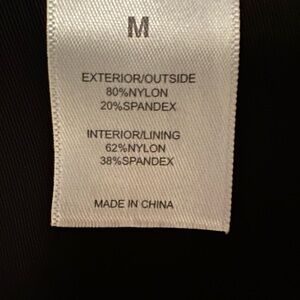 M
EXTERIOR/OUTSIDE
80%NYLON
20%SPANDEX
INTERIOR/LINING
62%NYLON
38%SPANDEX
MADE IN CHINA